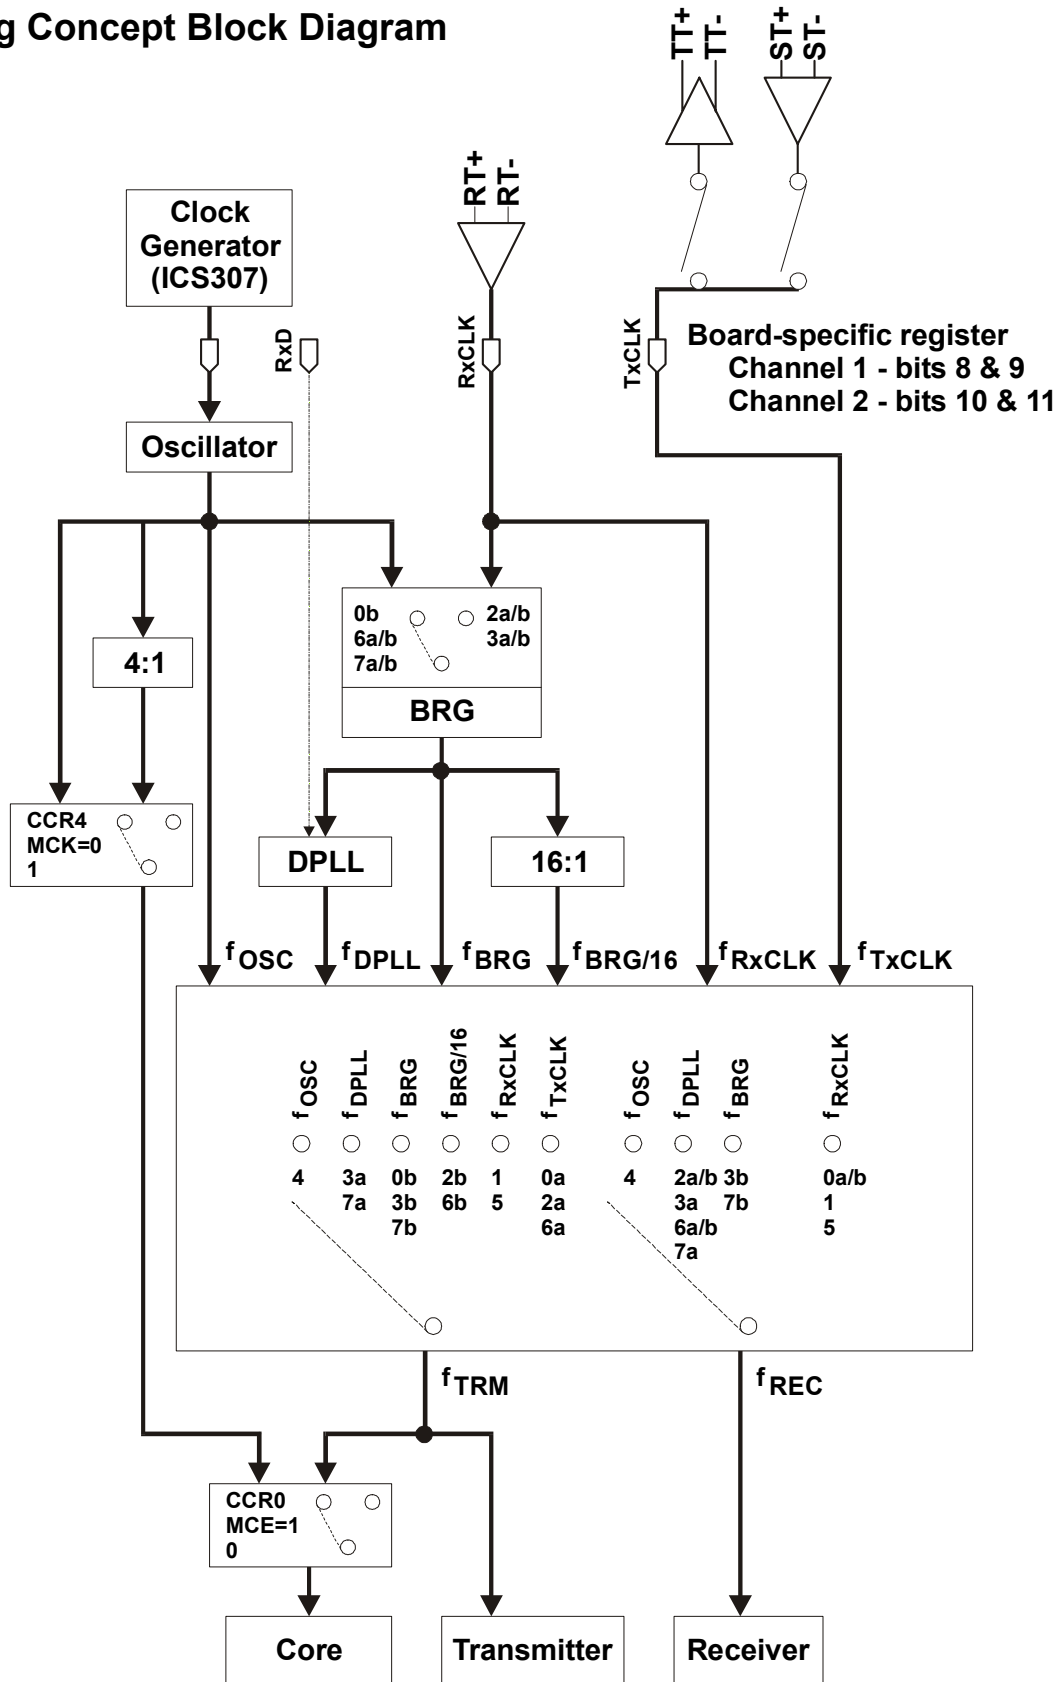 g Concept Block Diagram
TT+
TT-
ST+
ST-
RT+
RT-
Clock
Generator
(ICS307)
RxD
RxCLK
TxCLK
Board-specific register
Channel 1 - bits 8 & 9
Channel 2 - bits 10 & 11
Oscillator
0b
6a/b
7a/b
2a/b
3a/b
4:1
BRG
CCR4
MCK=0
1
DPLL
16:1
fOSC
fDPLL
fBRG
fBRG/16
fRxCLK
fTxCLK
fOSC
fDPLL
fBRG
fBRG/16
fRxCLK
fTxCLK
fOSC
fDPLL
fBRG
fRxCLK
4
3a
7a
0b
3b
7b
2b
6b
1
5
0a
2a
6a
4
2a/b
3a
6a/b
7a
3b
7b
0a/b
1
5
fTRM
fREC
CCR0
MCE=1
0
Core
Transmitter
Receiver